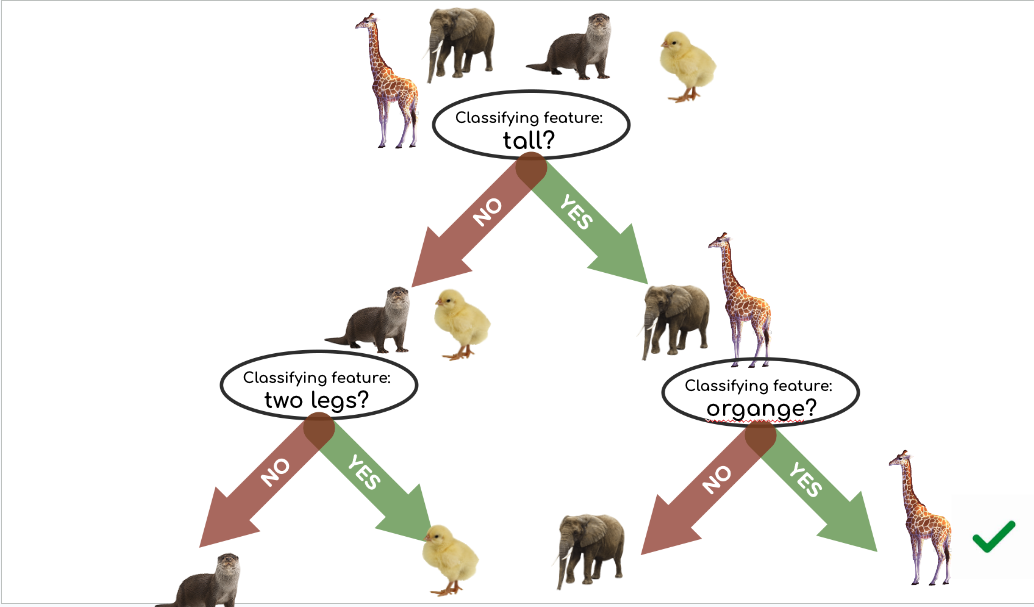 Classifying feature:
tall?
NO
YES
Classifying feature:
two legs?
Classifying feature:
organge?
NO
YES
NO
YES